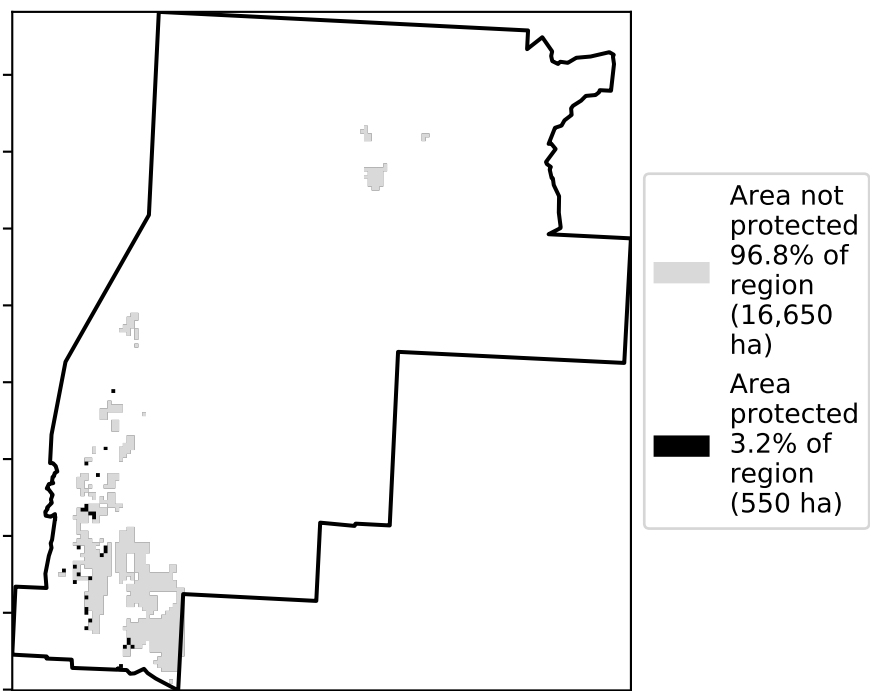 Area not
protected
96.8% of
region
(16,650
ha)
Area
protected
3.2% of
region
(550 ha)